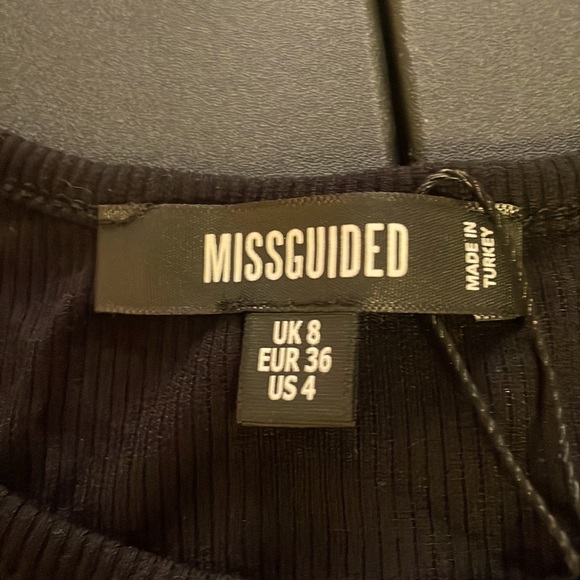 MISSGUIDED
MADE IN
TURKEY
UK 8
EUR 36
US 4